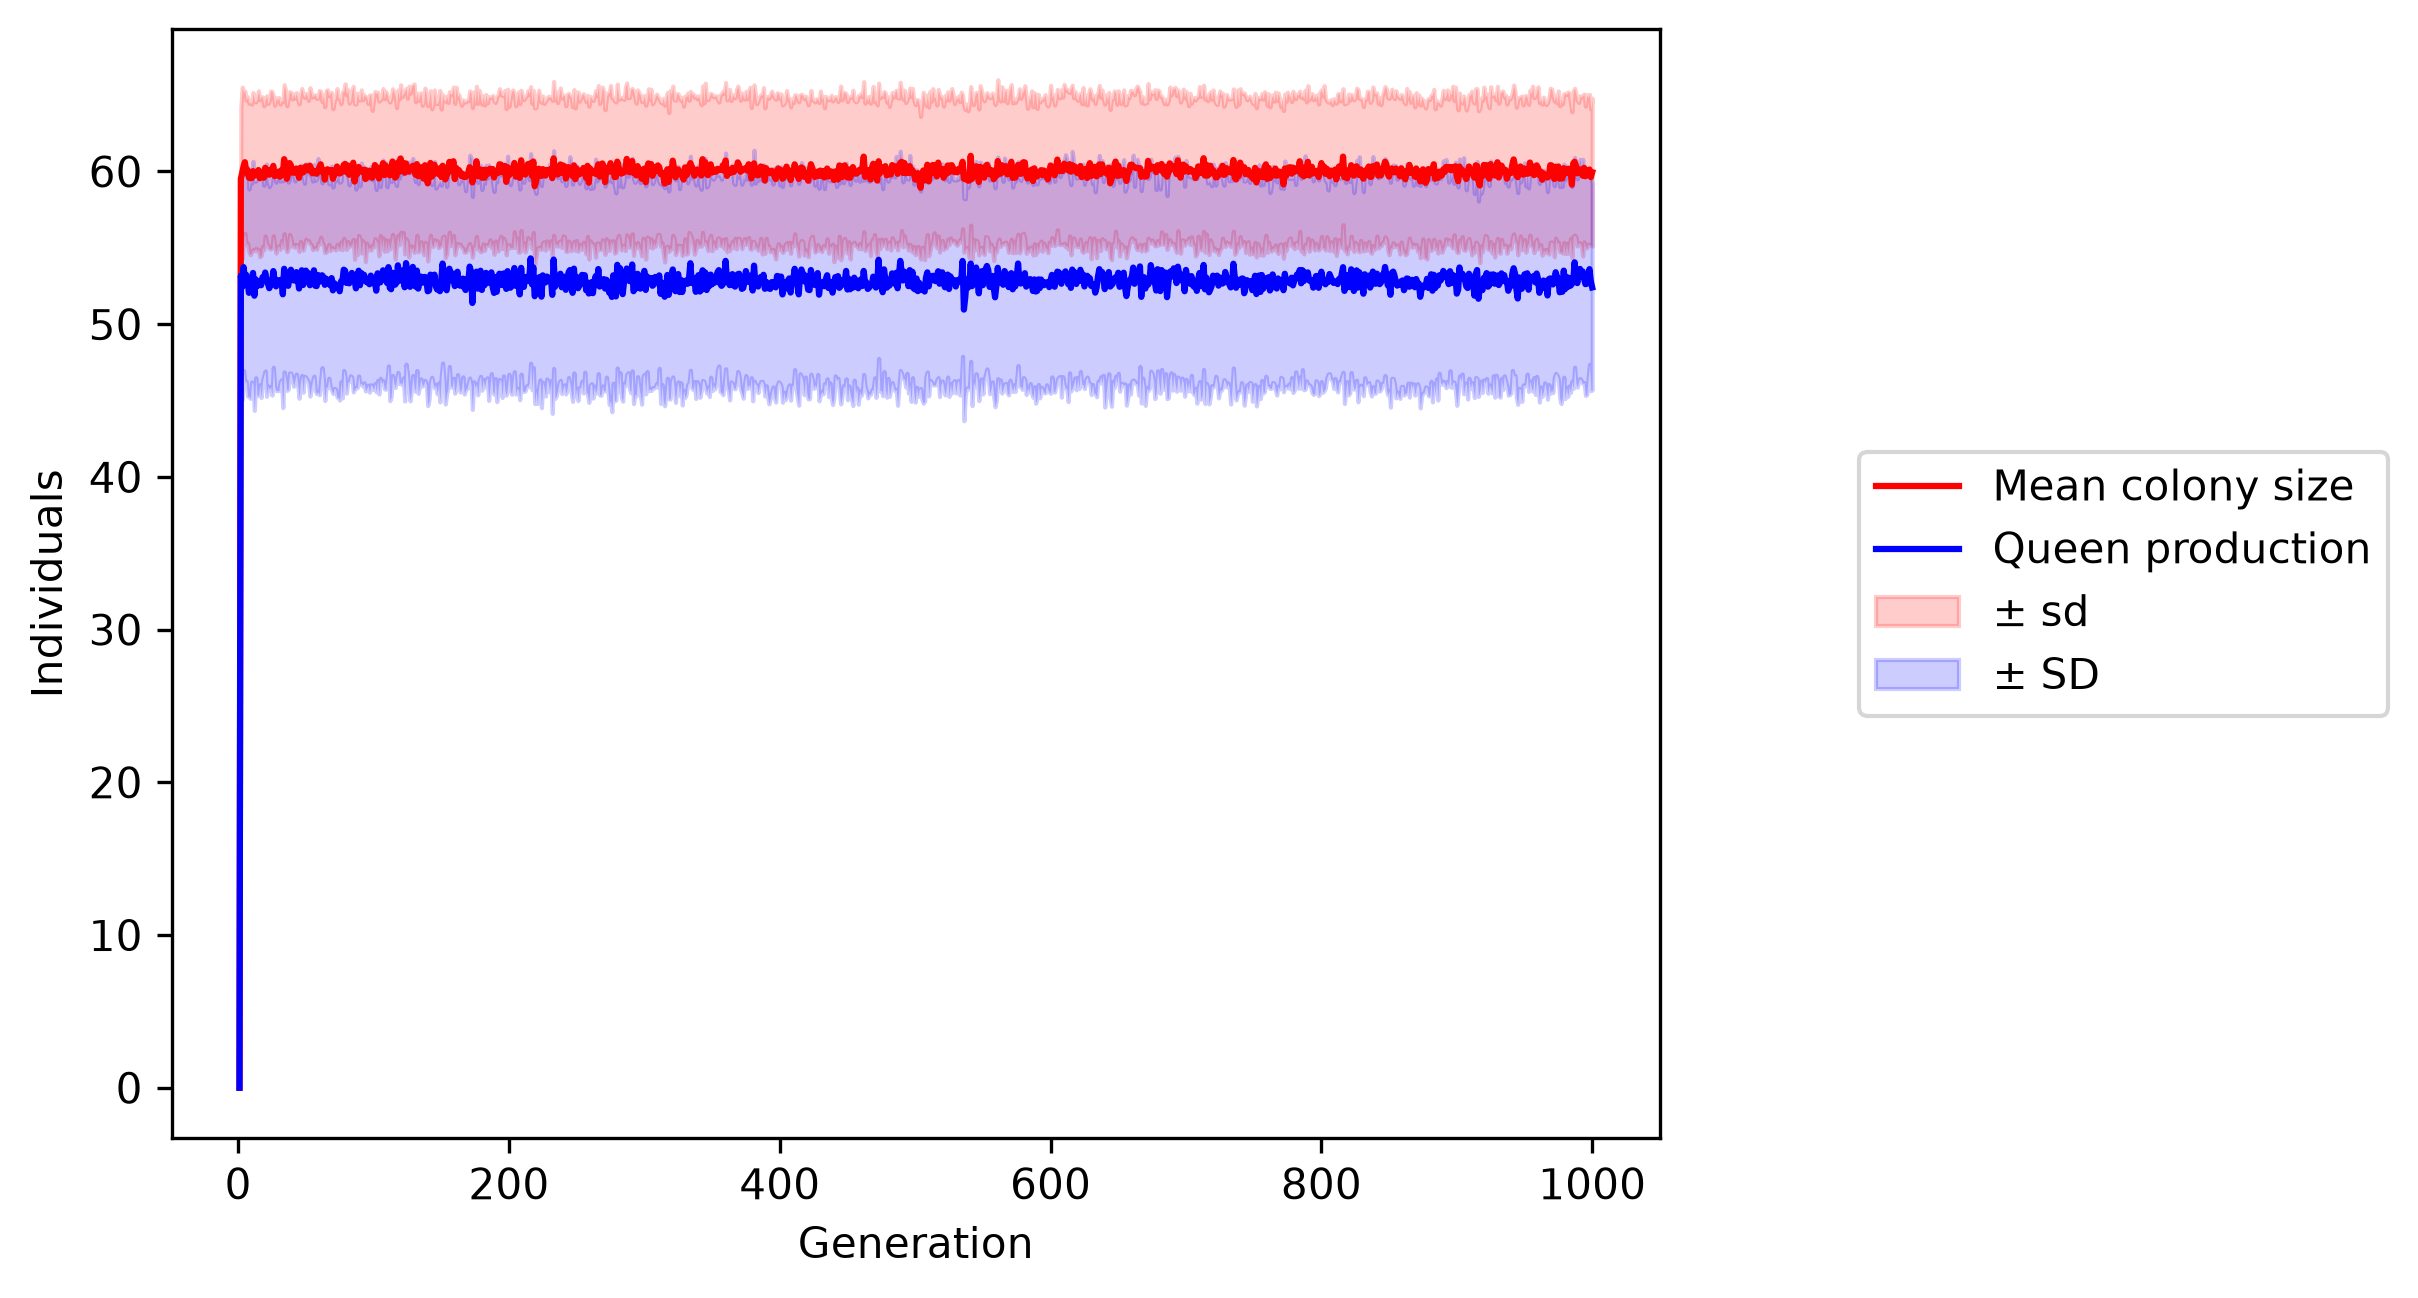 60
50
40
30
20
10
0
Individuals
0 200 400 600 800 1000
Generation
Mean colony size
Queen production
± sd
± SD